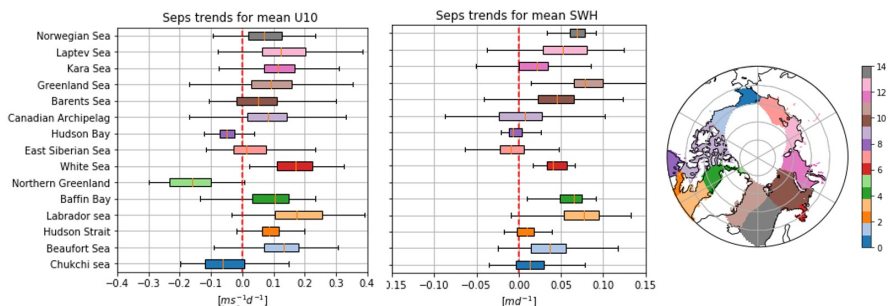 Seps trends for mean U10
Seps trends for mean SWH
Norwegian Sea
Laptev Sea
Kara Sea
Greenland Sea
Barents Sea
Canadian Archipelag
Hudson Bay
East Siberian Sea
White Sea
Northern Greenland
Baffin Bay
Labrador sea
Hudson Strait
Beaufort Sea
Chukchi sea
−0.4 −0.3 −0.2 −0.1 0.0 0.1 0.2 0.3 0.4
[ms⁻¹d⁻¹]
0.15 −0.10 −0.05 0.00 0.05 0.10 0.15
[md⁻¹]
14
12
10
8
6
4
2
0